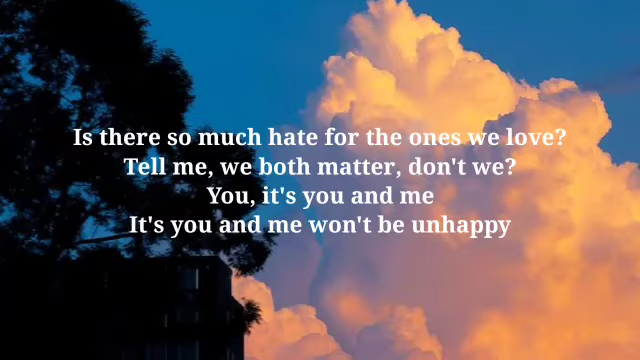 Is there so much hate for the ones we love?
Tell me, we both matter, don't we?
You, it's you and me
It's you and me won't be unhappy